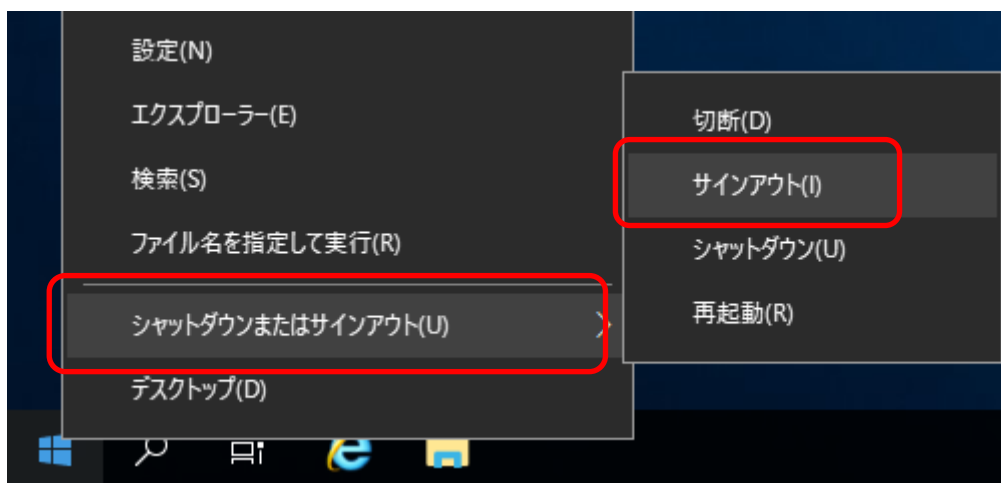 設定(N)
エクスプローラー(E)
検索(S)
ファイル名を指定して実行(R)
シャットダウンまたはサインアウト(U)
デスクトップ(D)
切断(D)
サインアウト(I)
シャットダウン(U)
再起動(R)